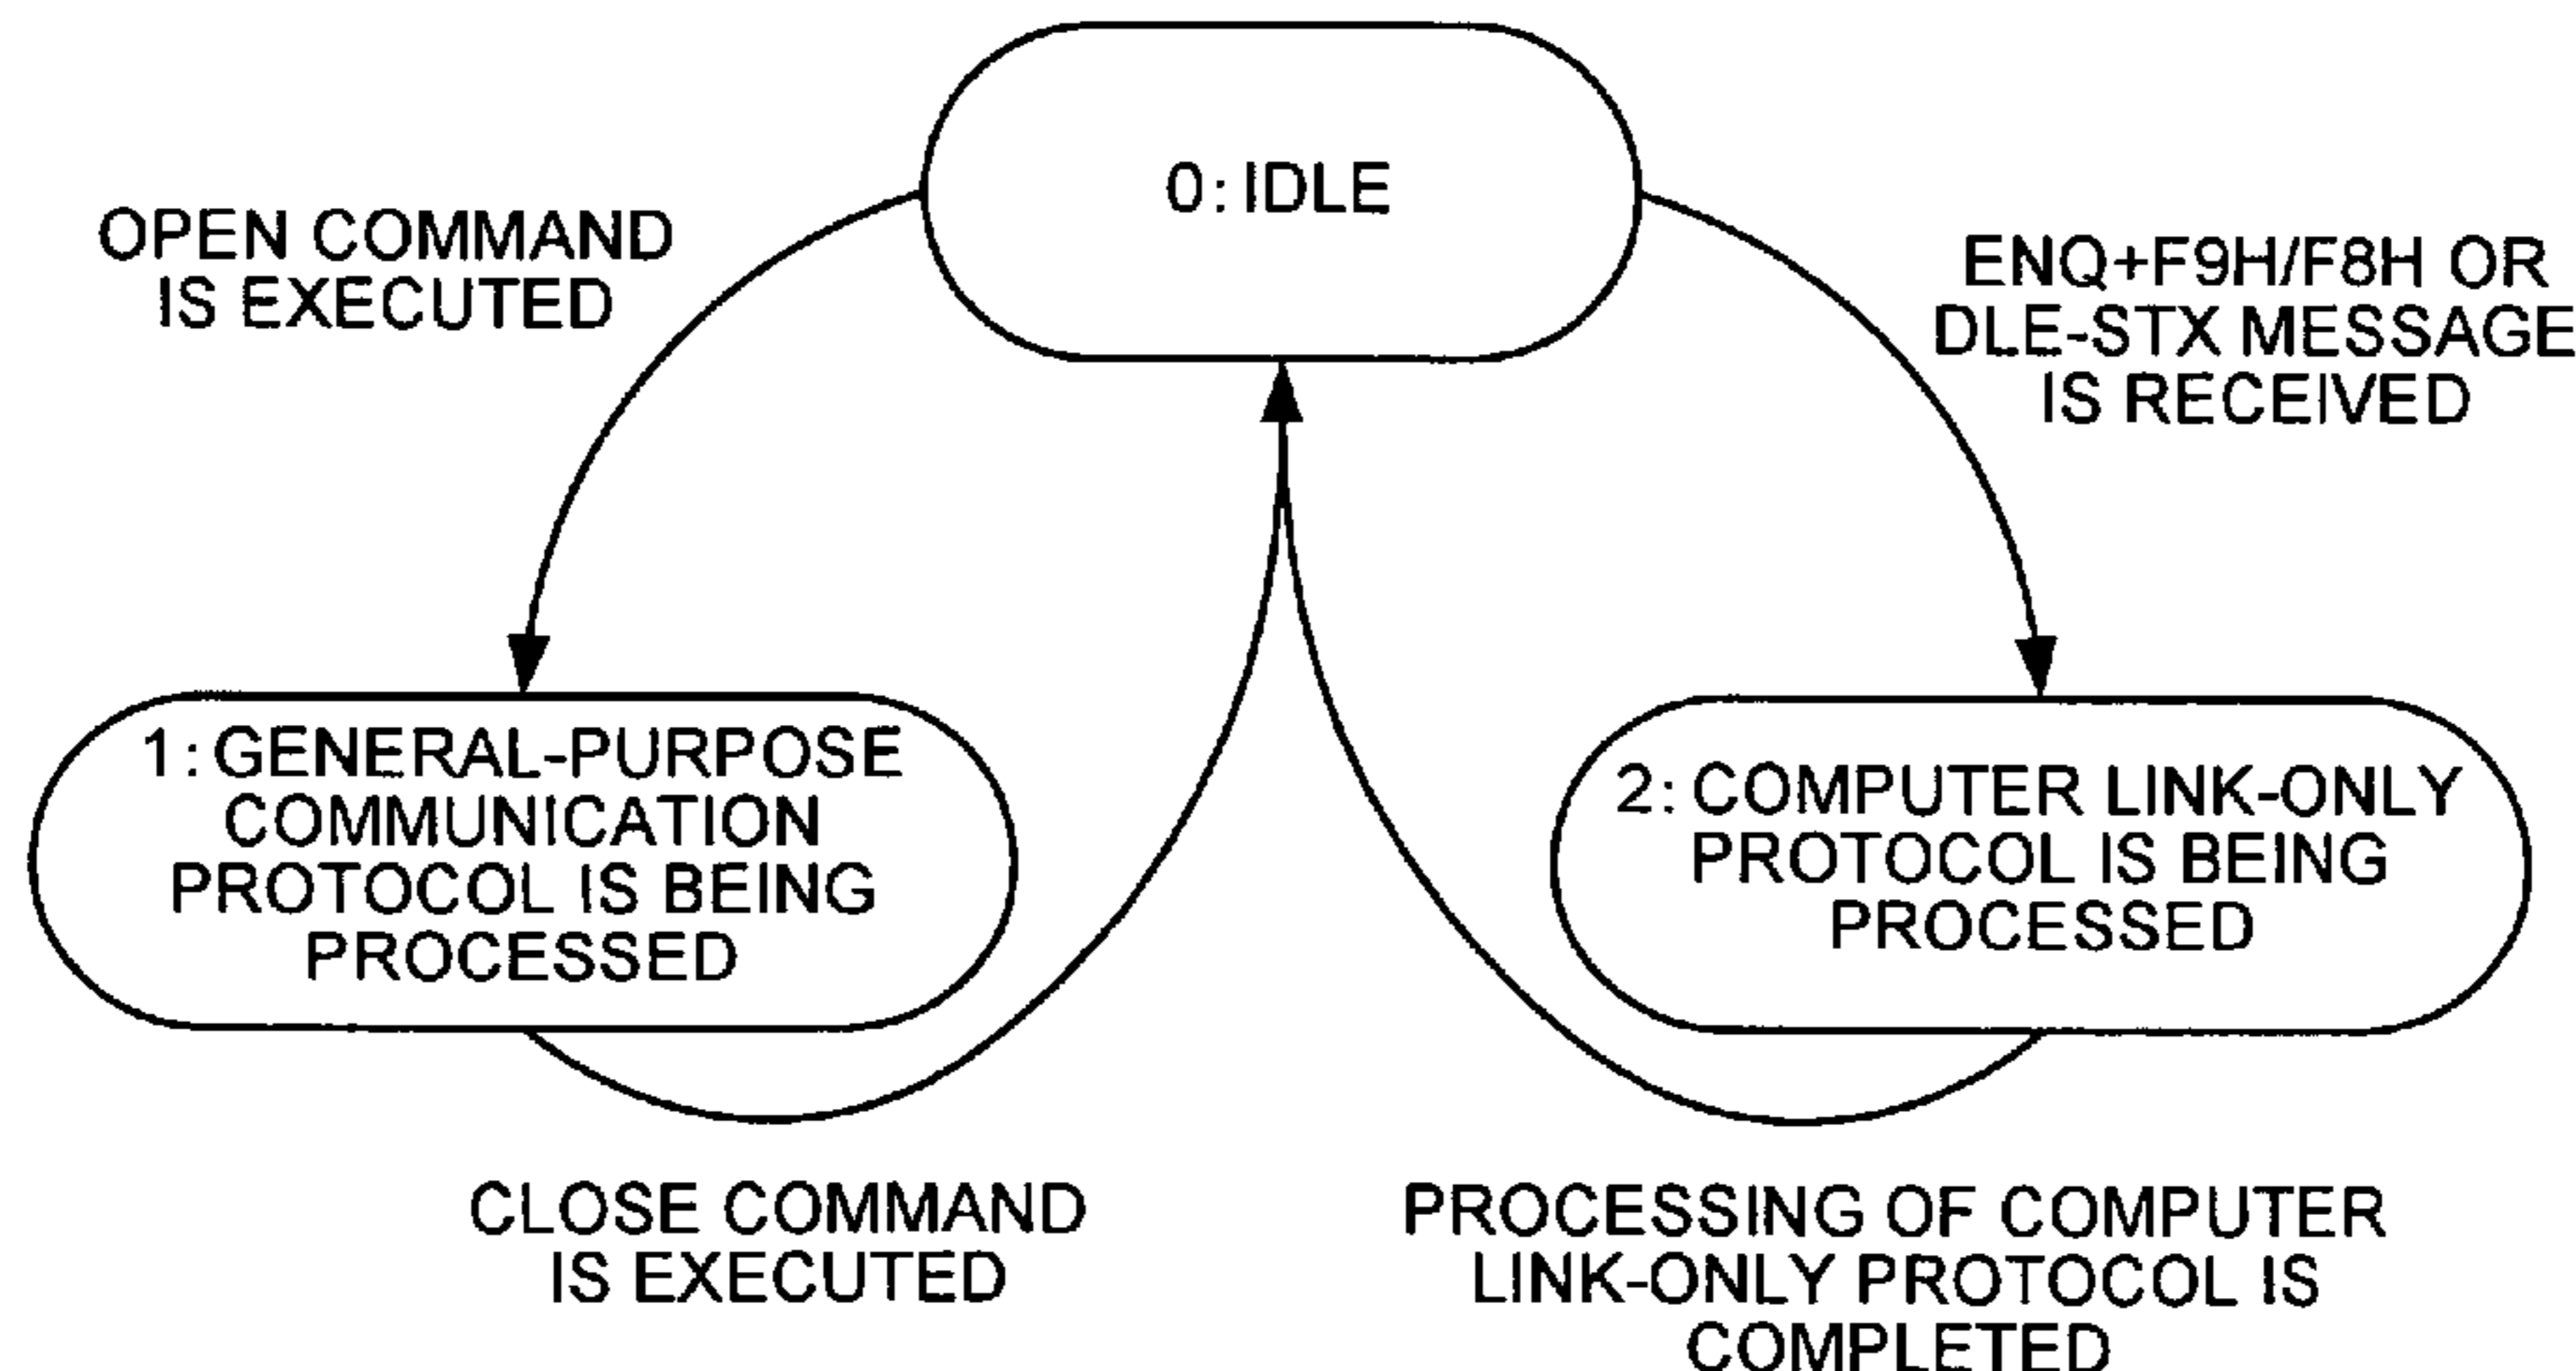 0: IDLE
OPEN COMMAND
IS EXECUTED
ENQ+F9H/F8H OR
DLE-STX MESSAGE
IS RECEIVED
1: GENERAL-PURPOSE
COMMUNICATION
PROTOCOL IS BEING
PROCESSED
2: COMPUTER LINK-ONLY
PROTOCOL IS BEING
PROCESSED
CLOSE COMMAND
IS EXECUTED
PROCESSING OF COMPUTER
LINK-ONLY PROTOCOL IS
COMPLETED